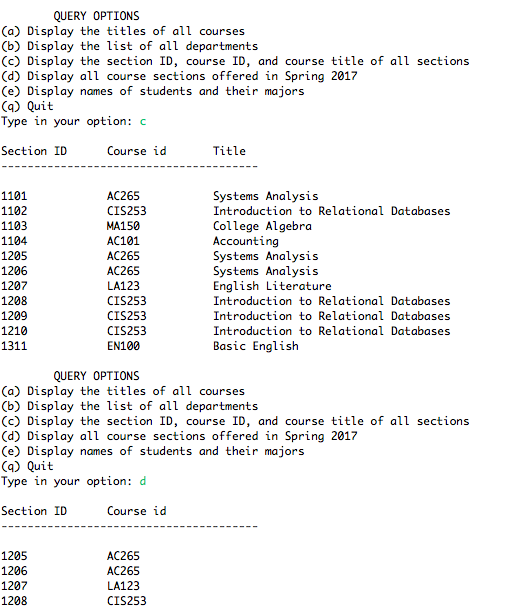 QUERY OPTIONS
(a) Display the titles of all courses
(b) Display the list of all departments
(c) Display the section ID, course ID, and course title of all sections
(d) Display all course sections offered in Spring 2017
(e) Display names of students and their majors
(q) Quit
Type in your option: c
Section ID Course id Title
---------------------------------------
1101 AC265 Systems Analysis
1102 CIS253 Introduction to Relational Databases
1103 MA150 College Algebra
1104 AC101 Accounting
1205 AC265 Systems Analysis
1206 AC265 Systems Analysis
1207 LA123 English Literature
1208 CIS253 Introduction to Relational Databases
1209 CIS253 Introduction to Relational Databases
1210 CIS253 Introduction to Relational Databases
1311 EN100 Basic English
QUERY OPTIONS
(a) Display the titles of all courses
(b) Display the list of all departments
(c) Display the section ID, course ID, and course title of all sections
(d) Display all course sections offered in Spring 2017
(e) Display names of students and their majors
(q) Quit
Type in your option: d
Section ID Course id
---------------------------------------
1205 AC265
1206 AC265
1207 LA123
1208 CIS253